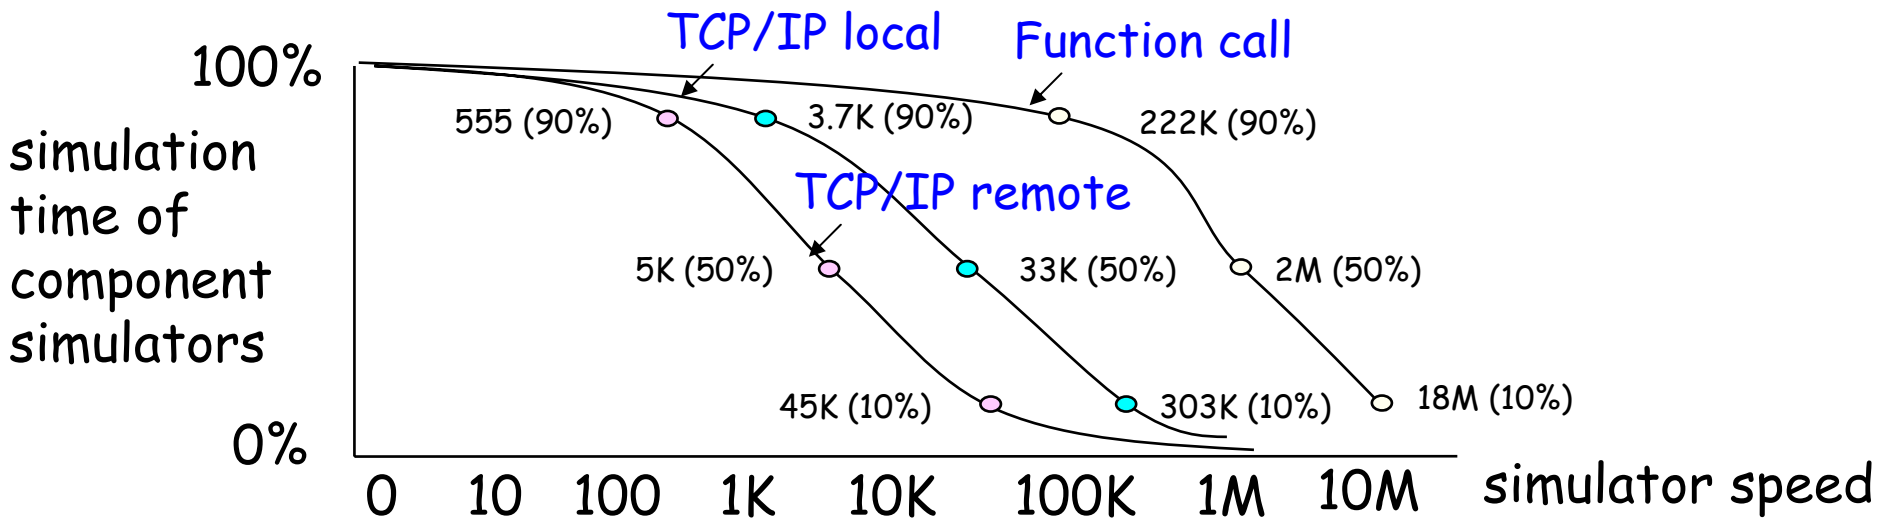 TCP/IP local
Function call
100%
555 (90%)
3.7K (90%)
222K (90%)
simulation
time of
component
simulators
TCP/IP remote
5K (50%)
33K (50%)
2M (50%)
45K (10%)
303K (10%)
18M (10%)
0%
0 10 100 1K 10K 100K 1M 10M simulator speed